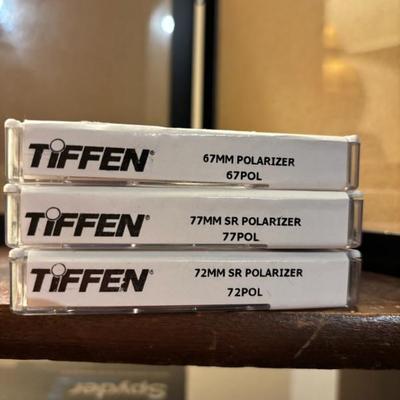 TiFFEN®
67MM POLARIZER
67POL
TiFFEN®
77MM SR POLARIZER
77POL
TiFFEN®
72MM SR POLARIZER
72POL
Spyder